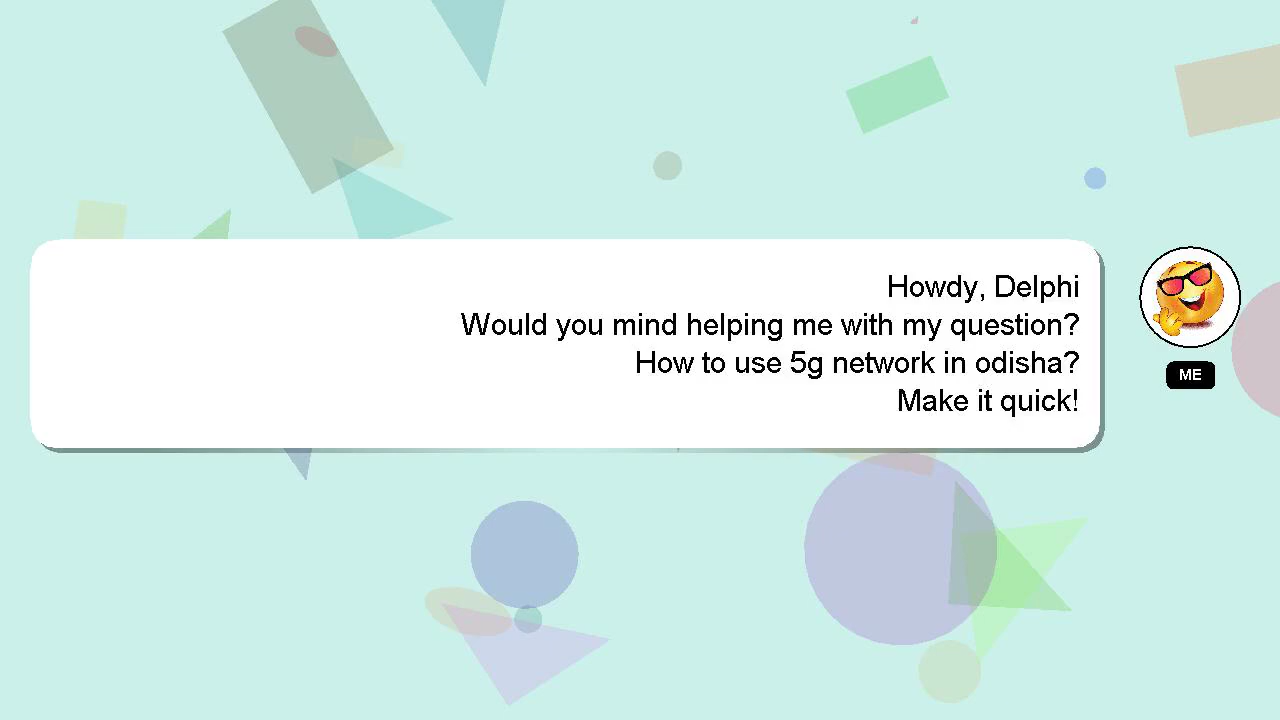 Howdy, Delphi
Would you mind helping me with my question?
How to use 5g network in odisha?
Make it quick!
ME